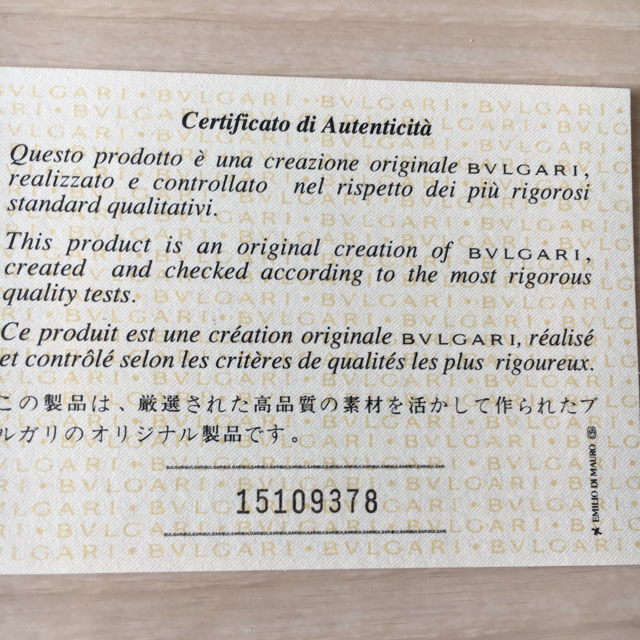 Certificato di Autenticità
Questo prodotto è una creazione originale BVLGARI,
realizzato e controllato nel rispetto dei più rigorosi
standard qualitativi.
This product is an original creation of BVLGARI,
created and checked according to the most rigorous
quality tests.
Ce produit est une création originale BVLGARI, réalisé
et contrôlé selon les critères de qualités les plus rigoureux.
この製品は、厳選された高品質の素材を活かして作られたブ
ルガリのオリジナル製品です。
15109378
EMILIO DI MAURO